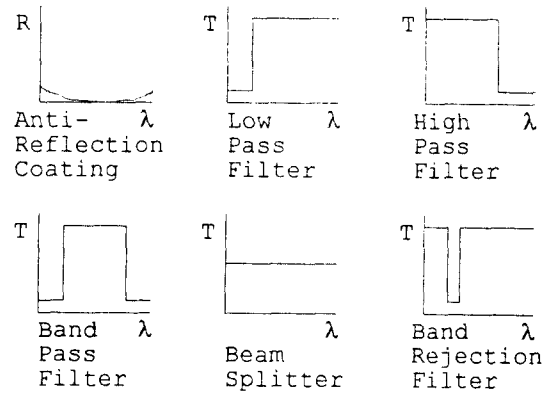 R
λ
Anti-
Reflection
Coating
T
λ
Low
Pass
Filter
T
λ
High
Pass
Filter
T
λ
Band
Pass
Filter
T
λ
Beam
Splitter
T
λ
Band
Rejection
Filter